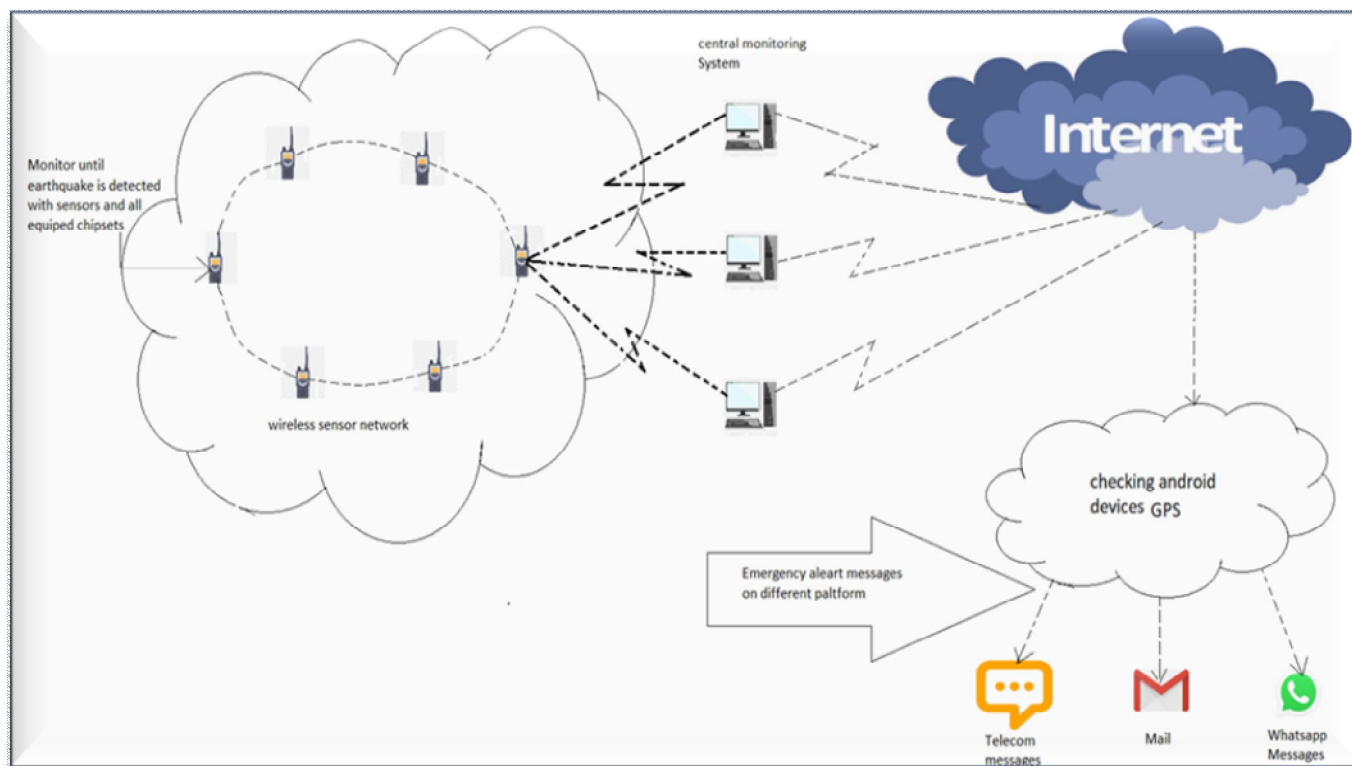 central monitoring
System
Internet
Monitor until
earthquake is detected
with sensors and all
equiped chipsets
wireless sensor network
checking android
devices GPS
Emergency aleart messages
on different paltform
Telecom
messages
Mail
Whatsapp
Messages